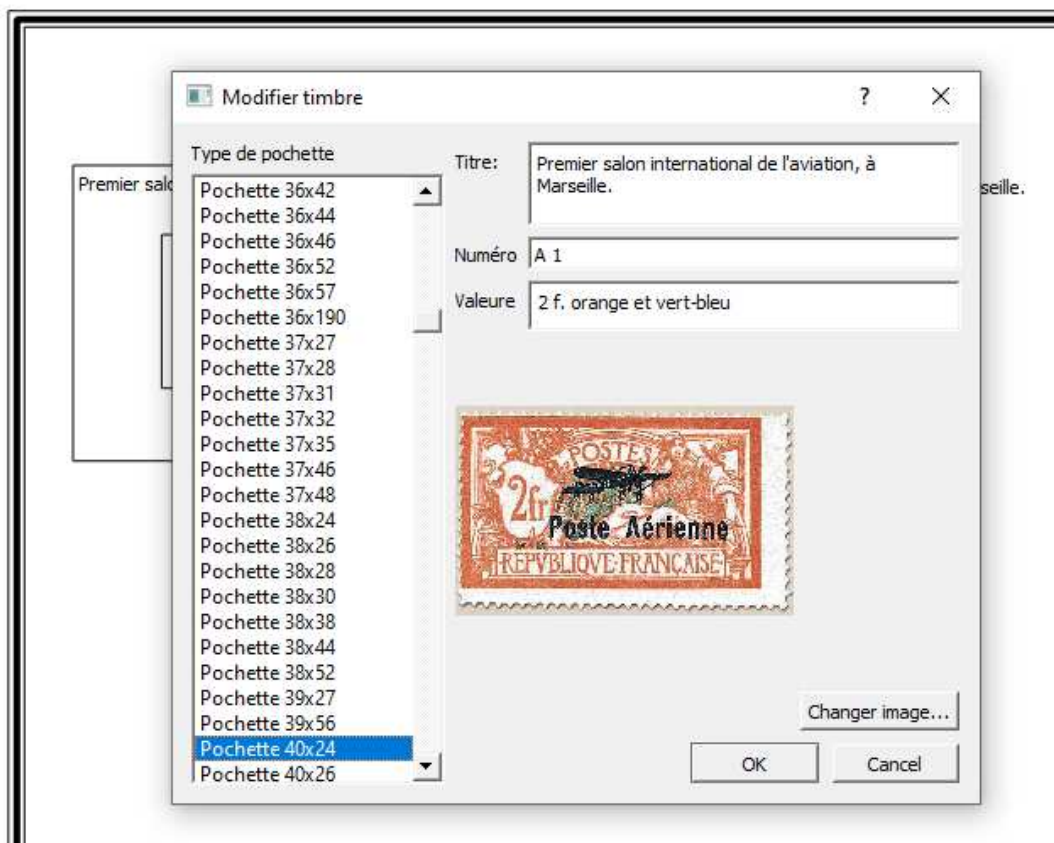 Modifier timbre
?
Type de pochette
Pochette 36x42
Pochette 36x44
Pochette 36x46
Pochette 36x52
Pochette 36x57
Pochette 36x190
Pochette 37x27
Pochette 37x28
Pochette 37x31
Pochette 37x32
Pochette 37x35
Pochette 37x46
Pochette 37x48
Pochette 38x24
Pochette 38x26
Pochette 38x28
Pochette 38x30
Pochette 38x38
Pochette 38x44
Pochette 38x52
Pochette 39x27
Pochette 39x56
Pochette 40x24
Pochette 40x26
Titre:
Premier salon international de l'aviation, à
Marseille.
Numéro
A 1
Valeure
2 f. orange et vert-bleu
POSTES
2fr
Poste Aérienne
REPVBLIQVE FRANÇAISE
Changer image...
OK
Cancel
Premier salo
seille.